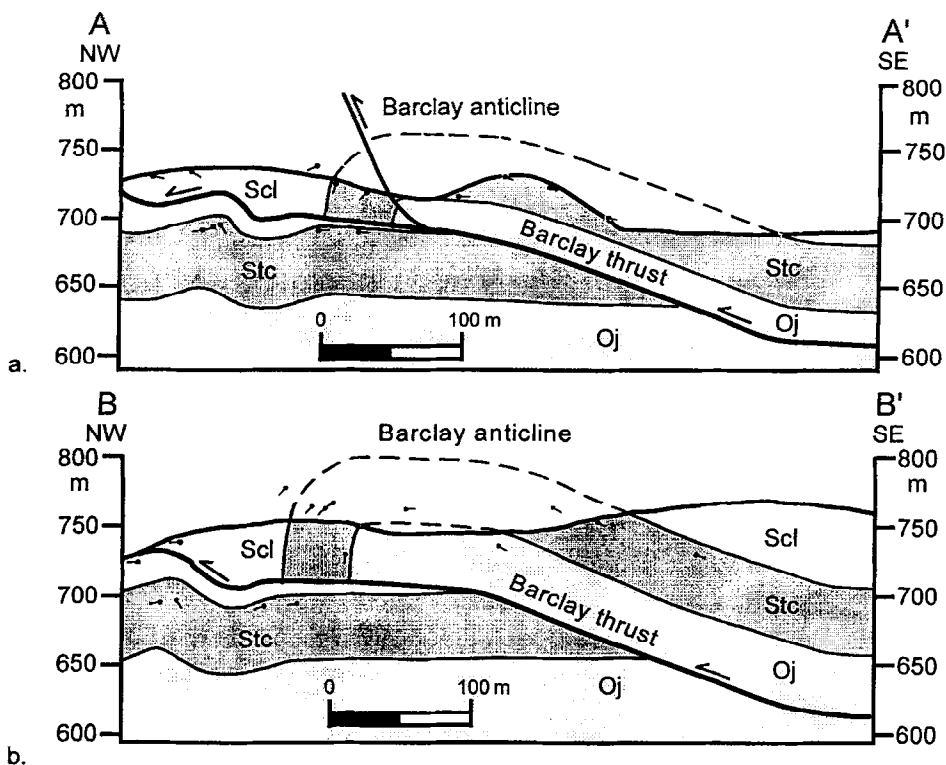 A
NW
A'
SE
800
m
750
700
650
600
800
m
750
700
650
600
Barclay anticline
Scl
Barclay thrust
Stc
Stc
Oj
Oj
0 100 m
a.
B
NW
B'
SE
Barclay anticline
800
m
750
700
650
600
800
m
750
700
650
600
Scl
Scl
Barclay thrust
Stc
Stc
Oj
Oj
0 100 m
b.